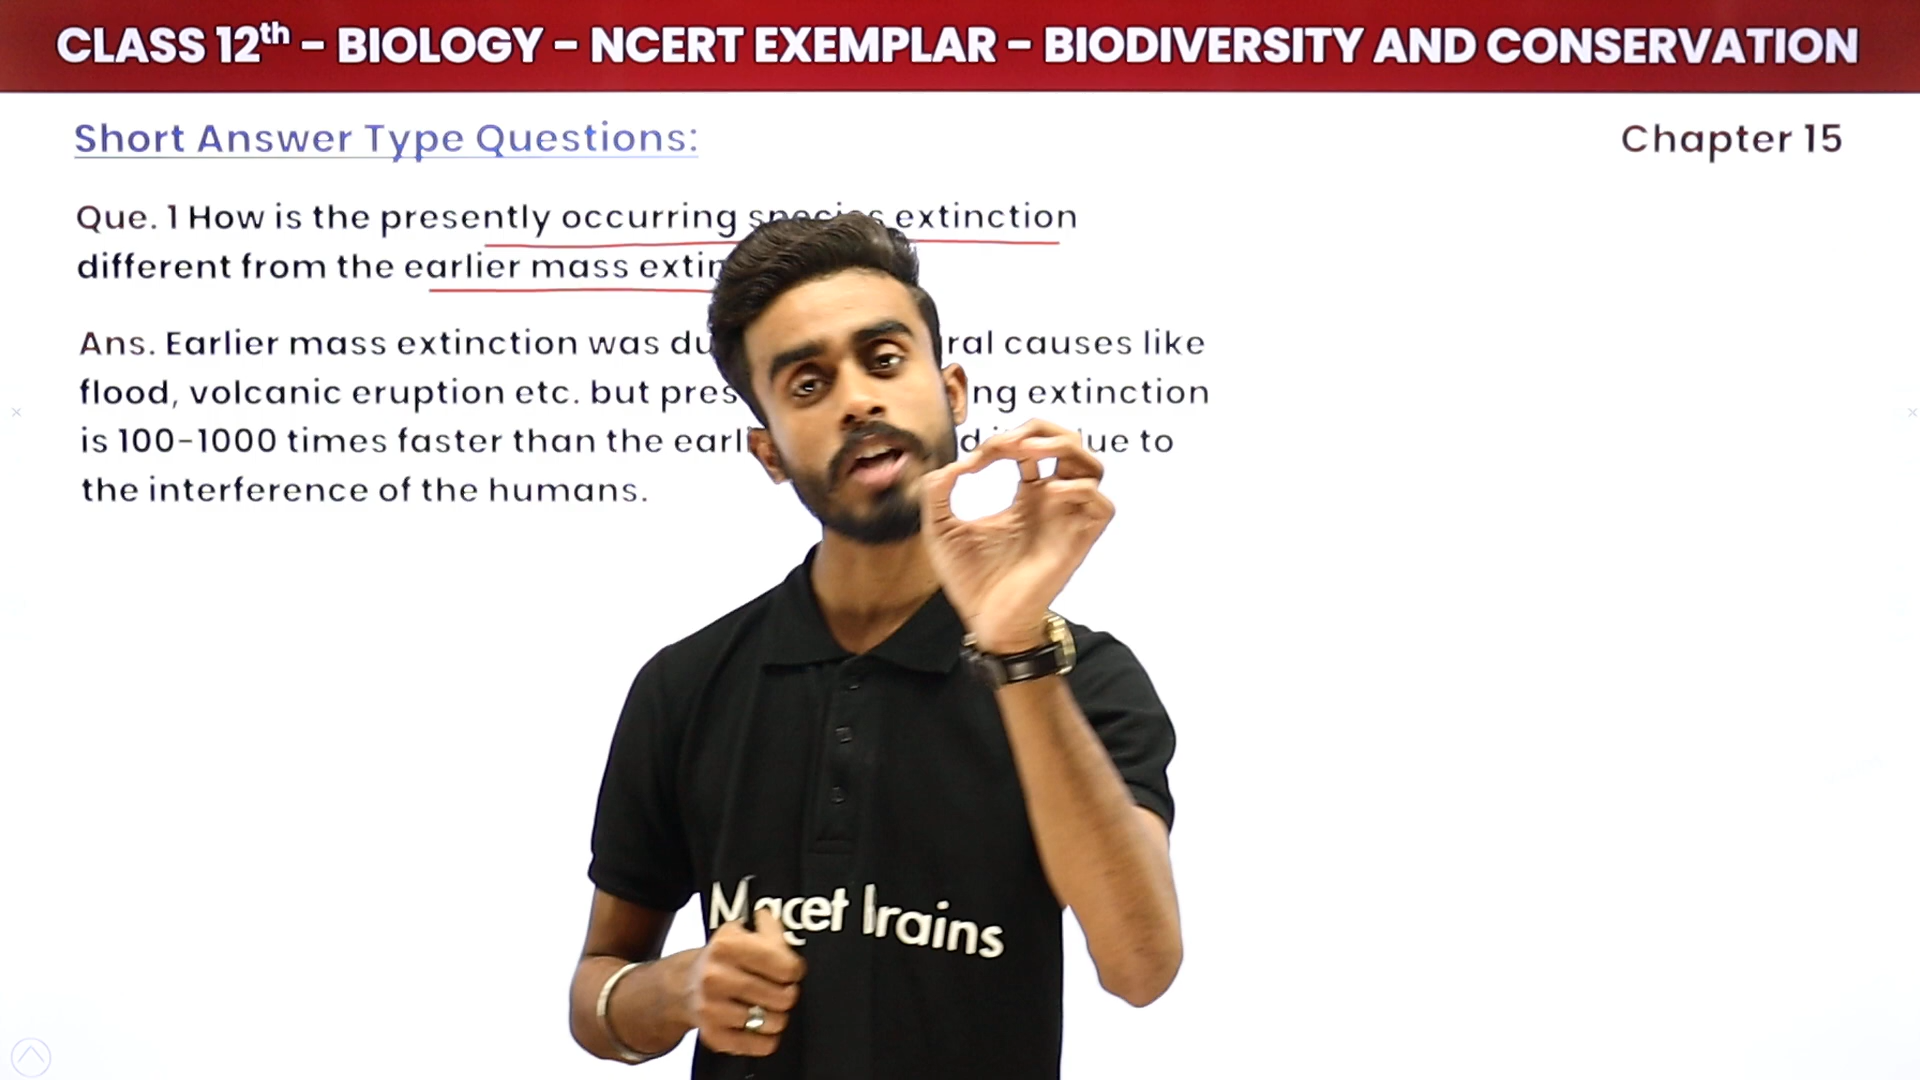 CLASS 12th – BIOLOGY – NCERT EXEMPLAR – BIODIVERSITY AND CONSERVATION
Short Answer Type Questions:
Chapter 15
Que. 1 How is the presently occurring species extinction
different from the earlier mass
Ans. Earlier mass extinction was causes like
flood, volcanic eruption etc. but extinction
is 100-1000 times faster than the to
the interference of the humans.
brains